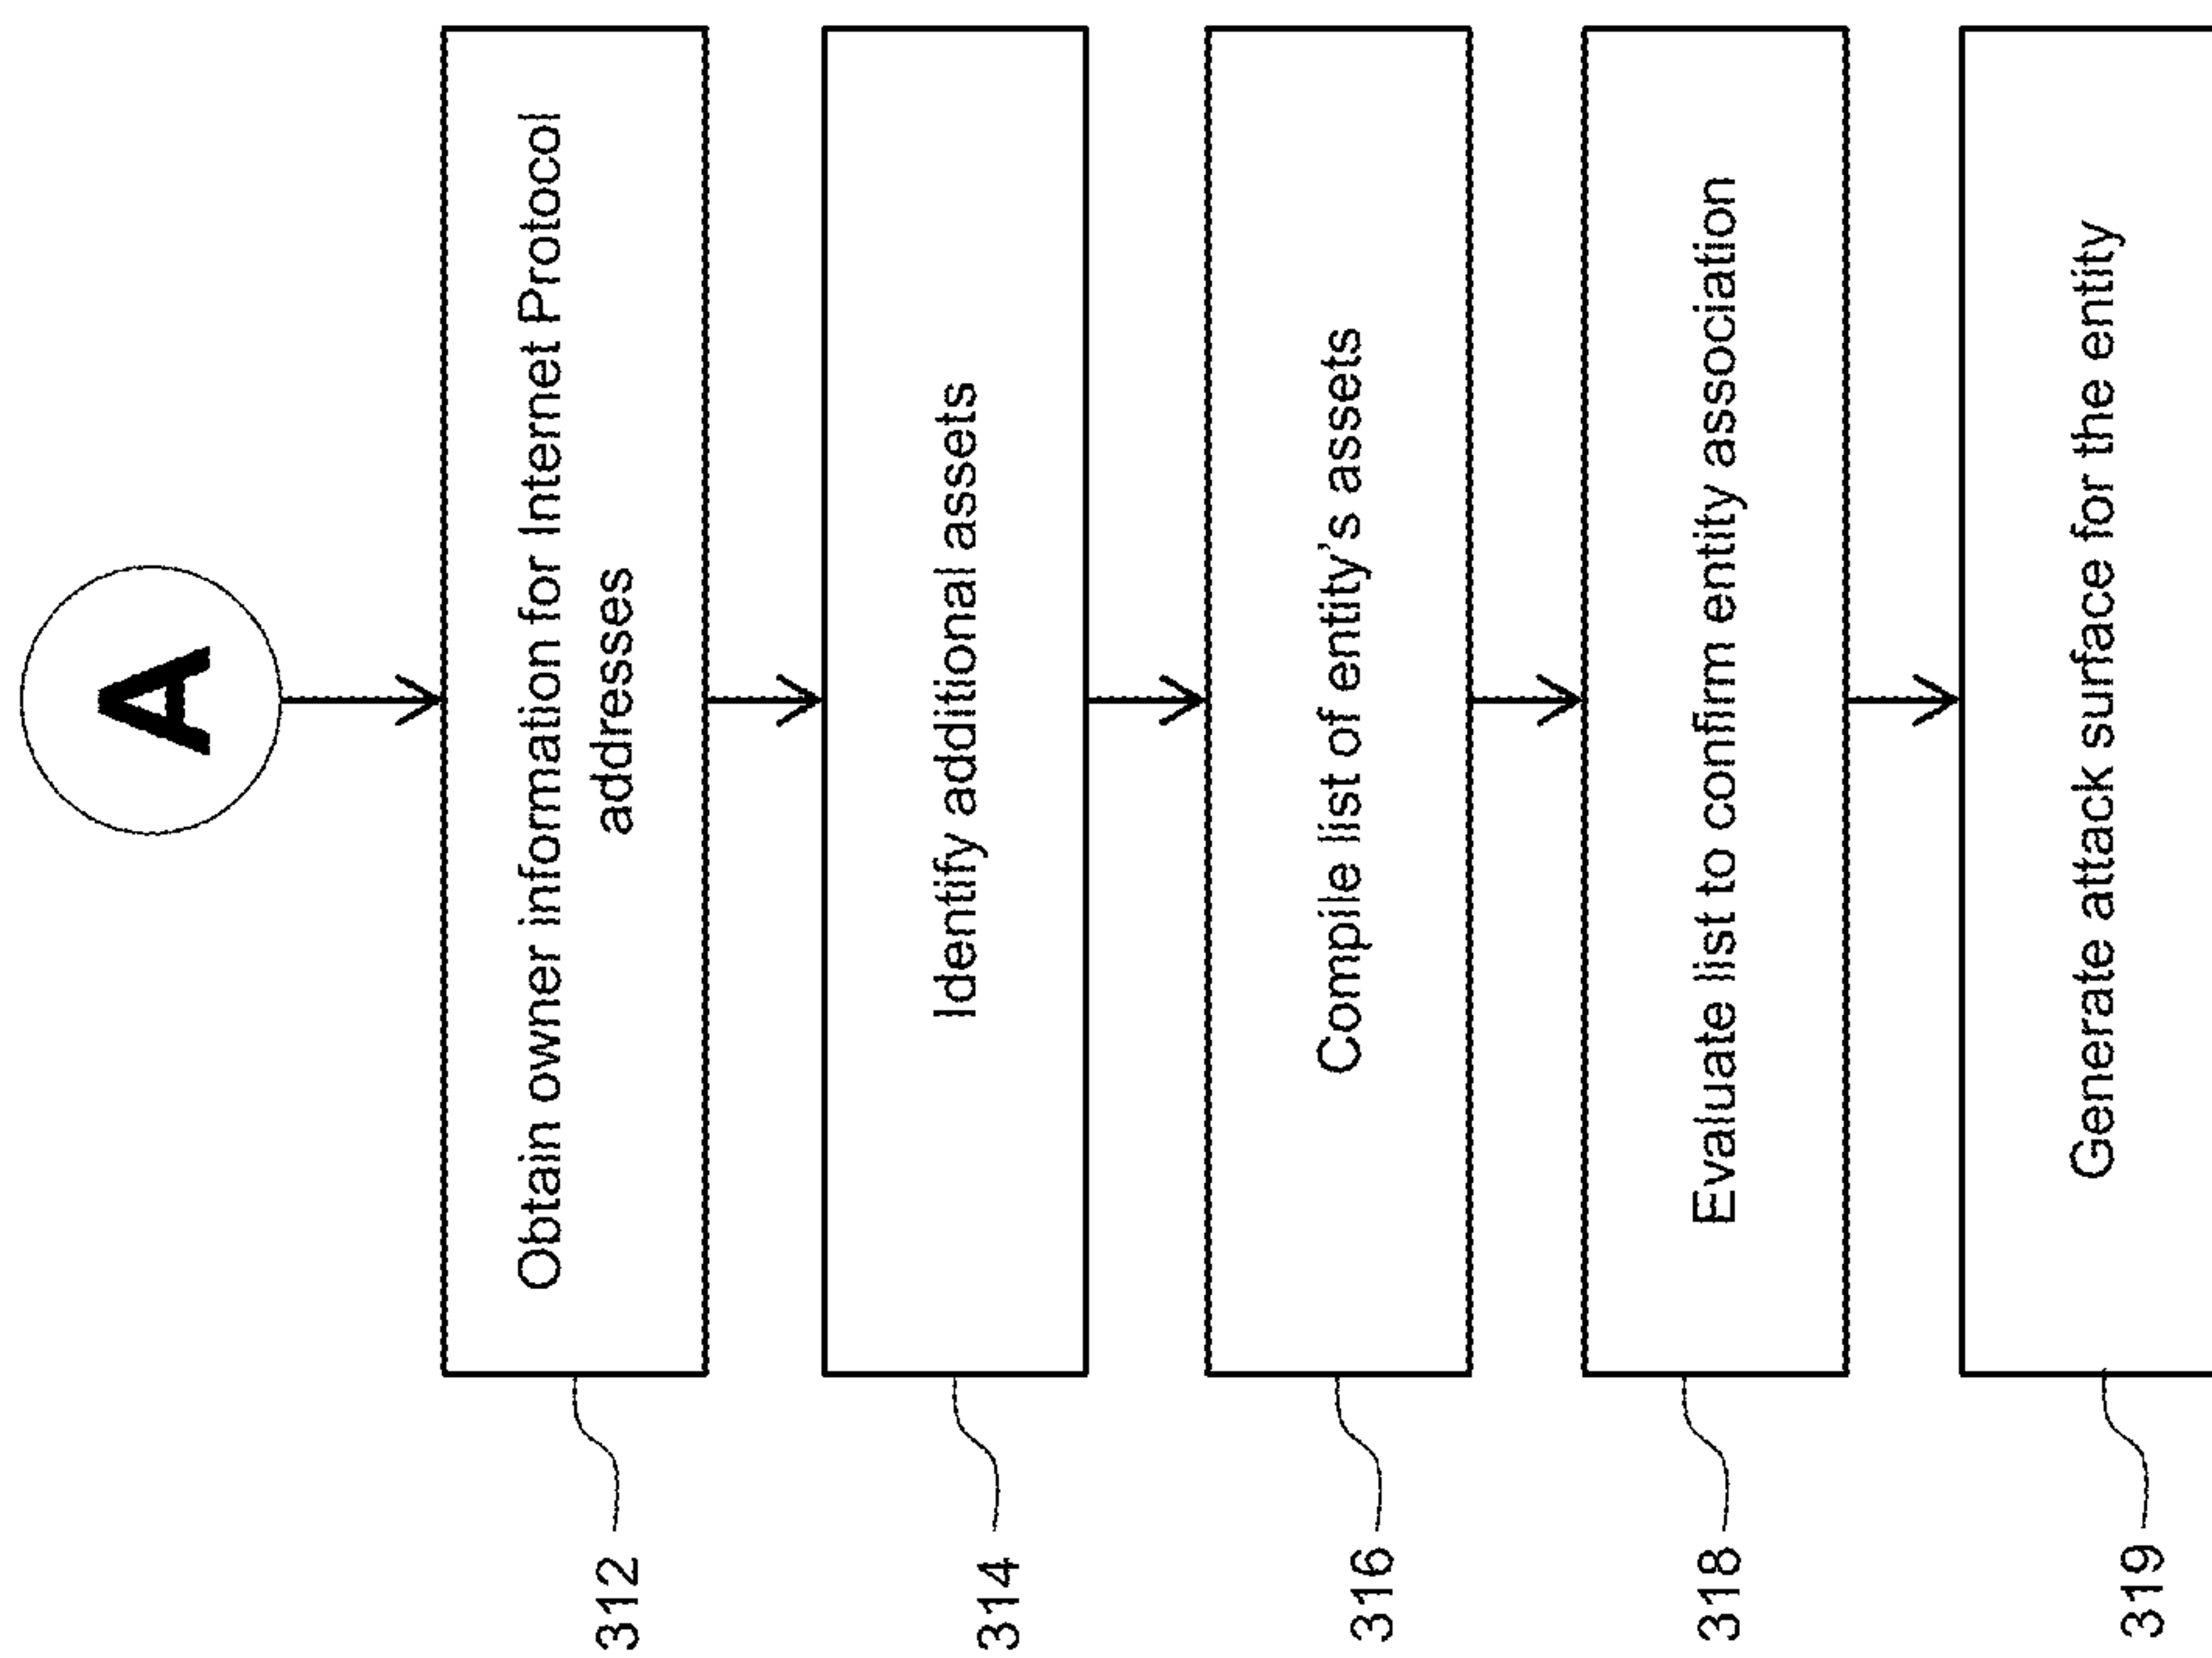 A
312
Obtain owner information for Internet Protocol
addresses
314
Identify additional assets
316
Compile list of entity's assets
318
Evaluate list to confirm entity association
319
Generate attack surface for the entity